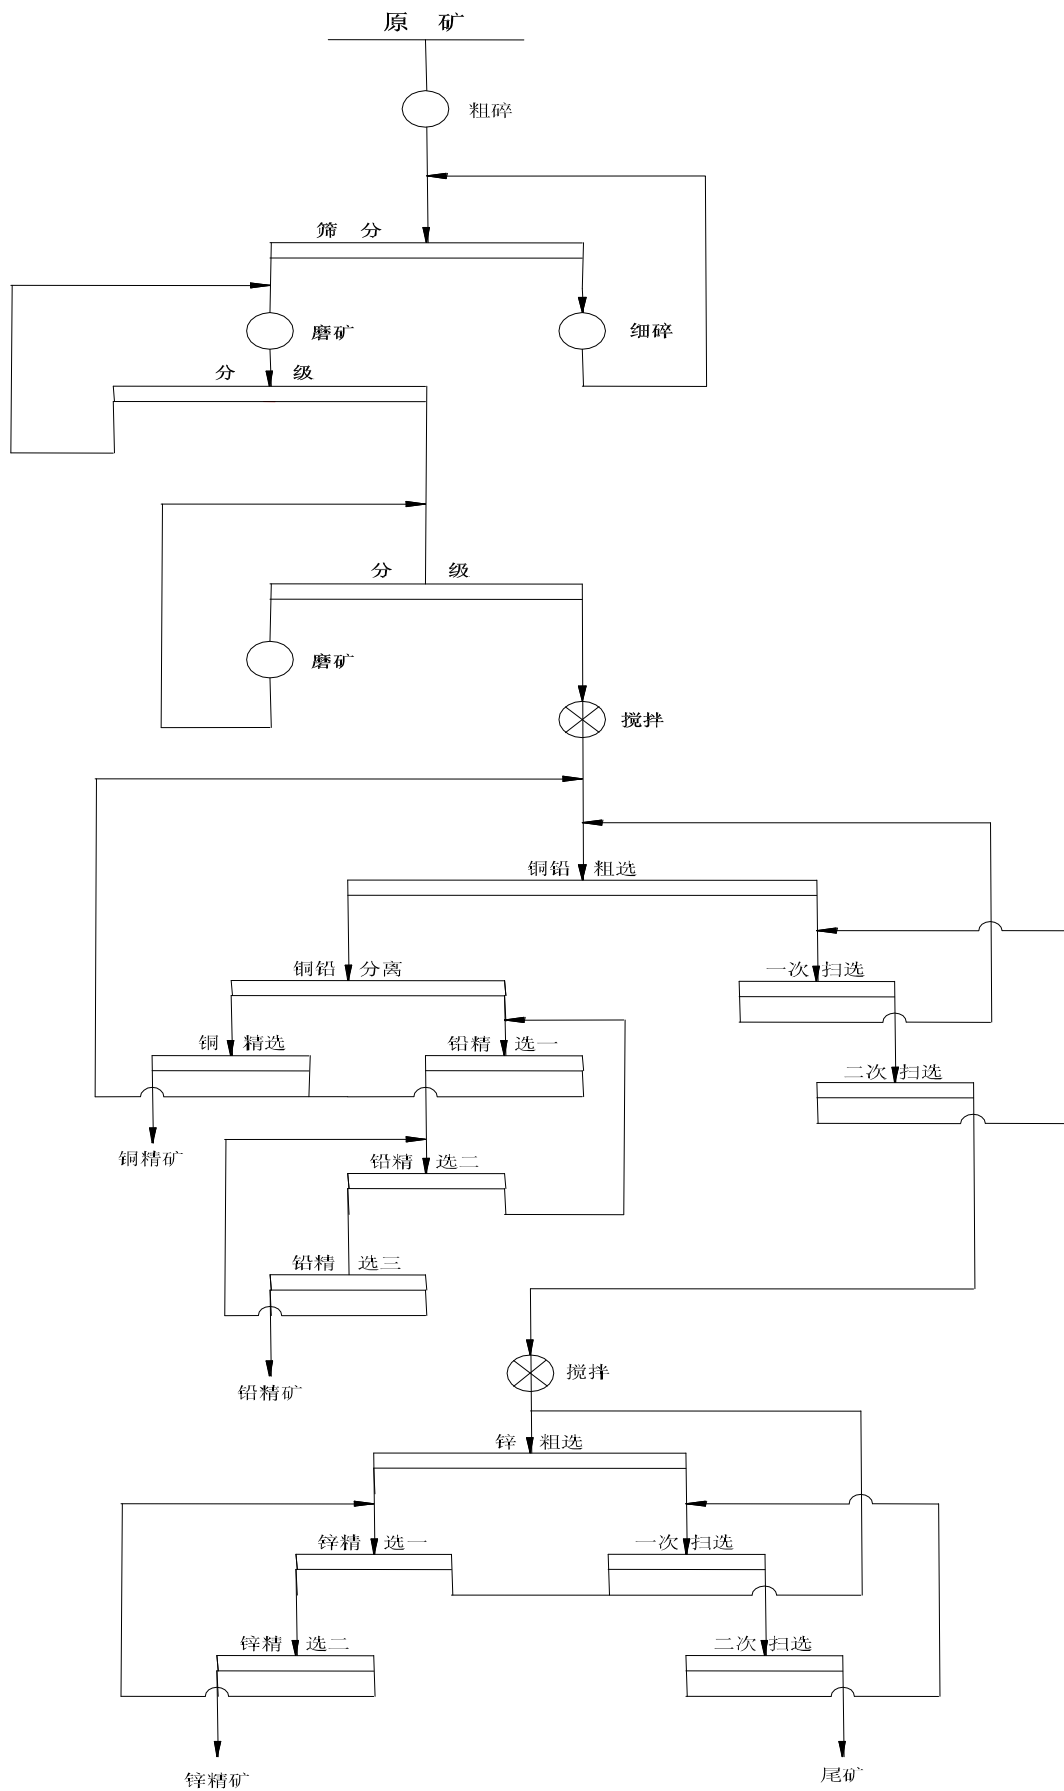 原 矿
粗碎
筛 分
磨矿
细碎
分 级
分 级
磨矿
搅拌
铜铅 粗选
铜铅 分离
一次 扫选
铜 精选
铅精 选一
二次 扫选
铜精矿
铅精 选二
铅精 选三
搅拌
铅精矿
锌 粗选
锌精 选一
一次 扫选
锌精 选二
二次 扫选
锌精矿
尾矿